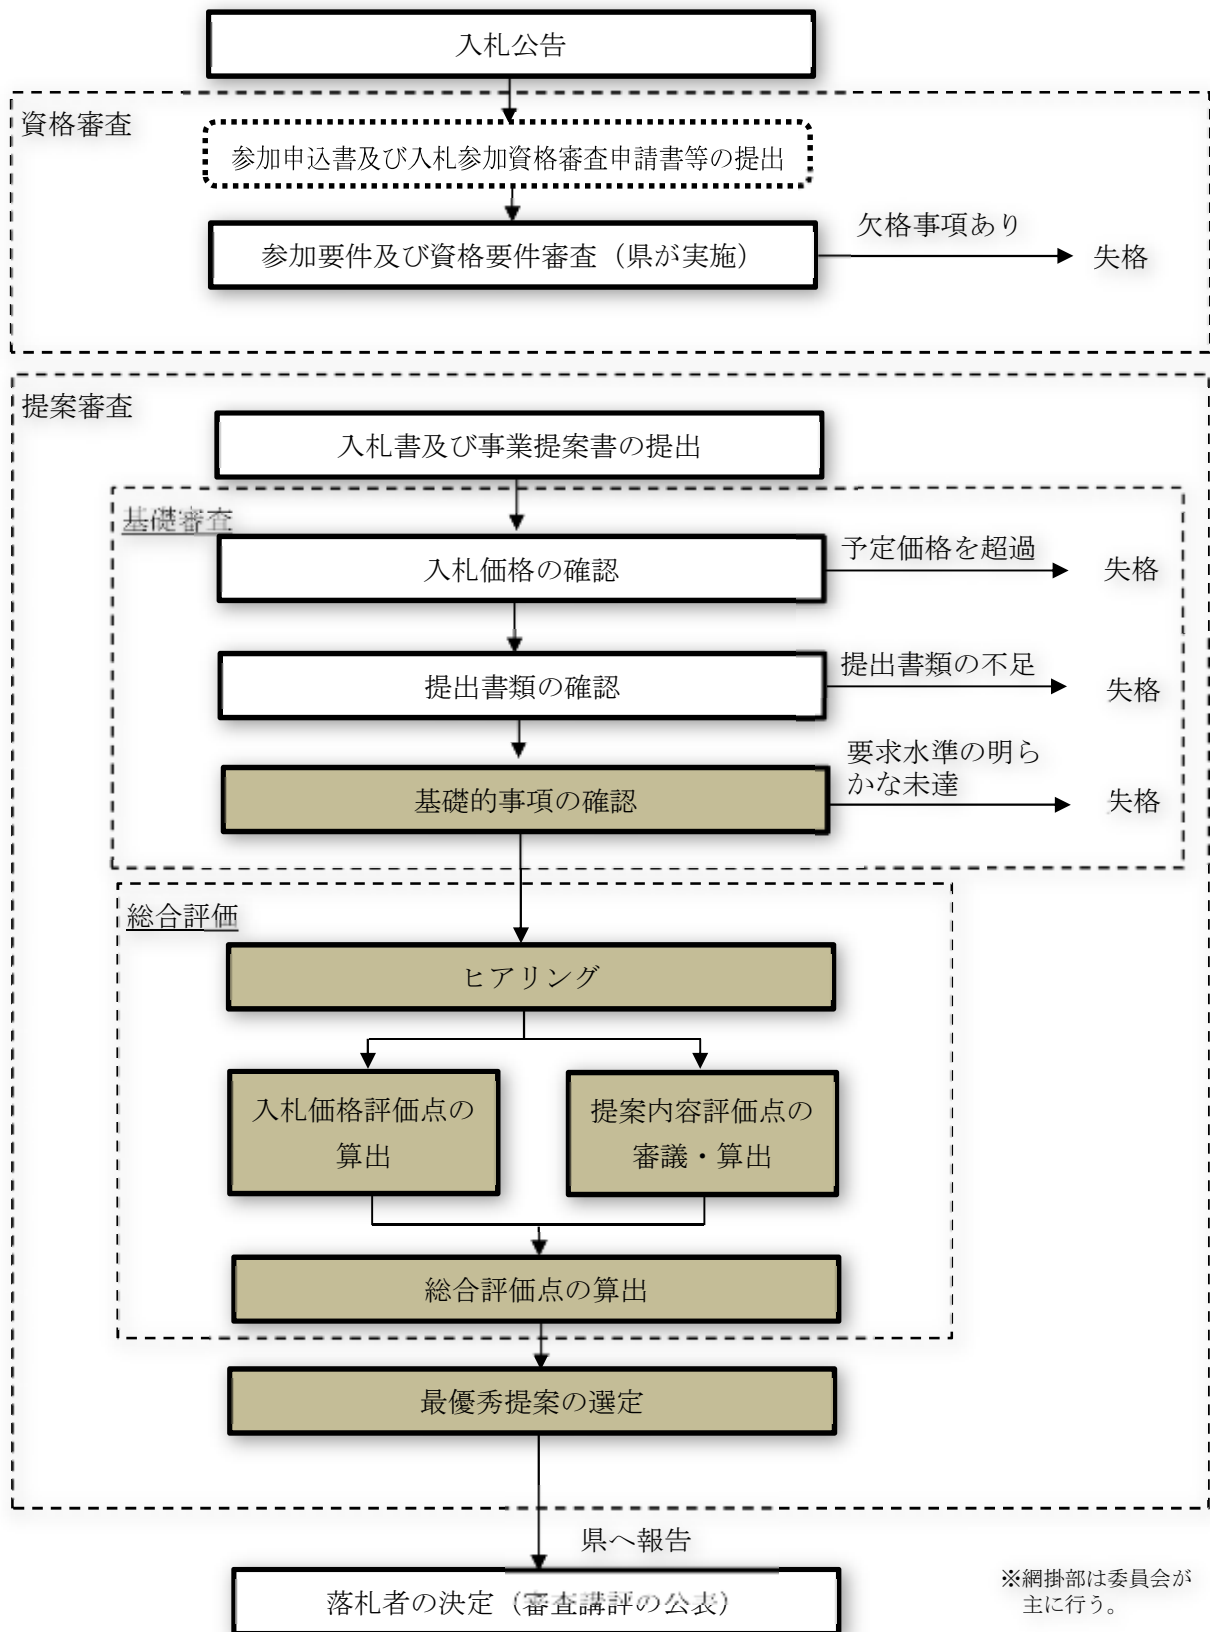 入札公告
資格審査
参加申込書及び入札参加資格審査申請書等の提出
参加要件及び資格要件審査（県が実施）
欠格事項あり
失格
提案審査
入札書及び事業提案書の提出
基礎審査
入札価格の確認
予定価格を超過
失格
提出書類の確認
提出書類の不足
失格
基礎的事項の確認
要求水準の明ら
かな未達
失格
総合評価
ヒアリング
入札価格評価点の
算出
提案内容評価点の
審議・算出
総合評価点の算出
最優秀提案の選定
県へ報告
落札者の決定（審査講評の公表）
※網掛部は委員会が
主に行う。